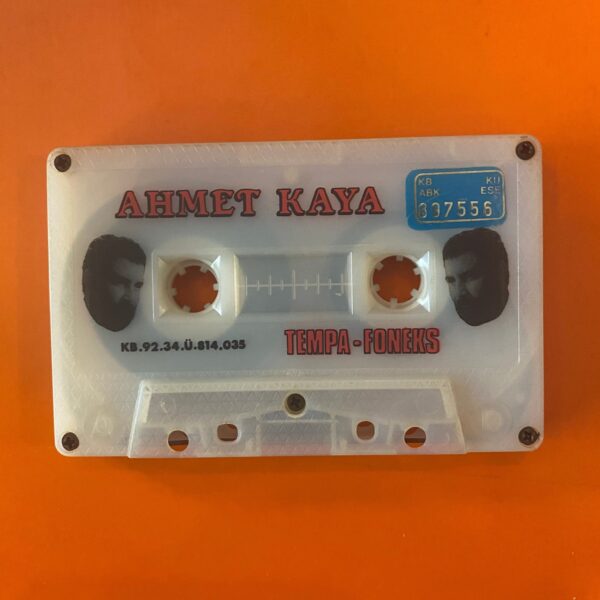 AHMET KAYA
KB KÜ
ABK ESE
337556
KB.92.34.Ü.814.035
TEMPA-FONEKS